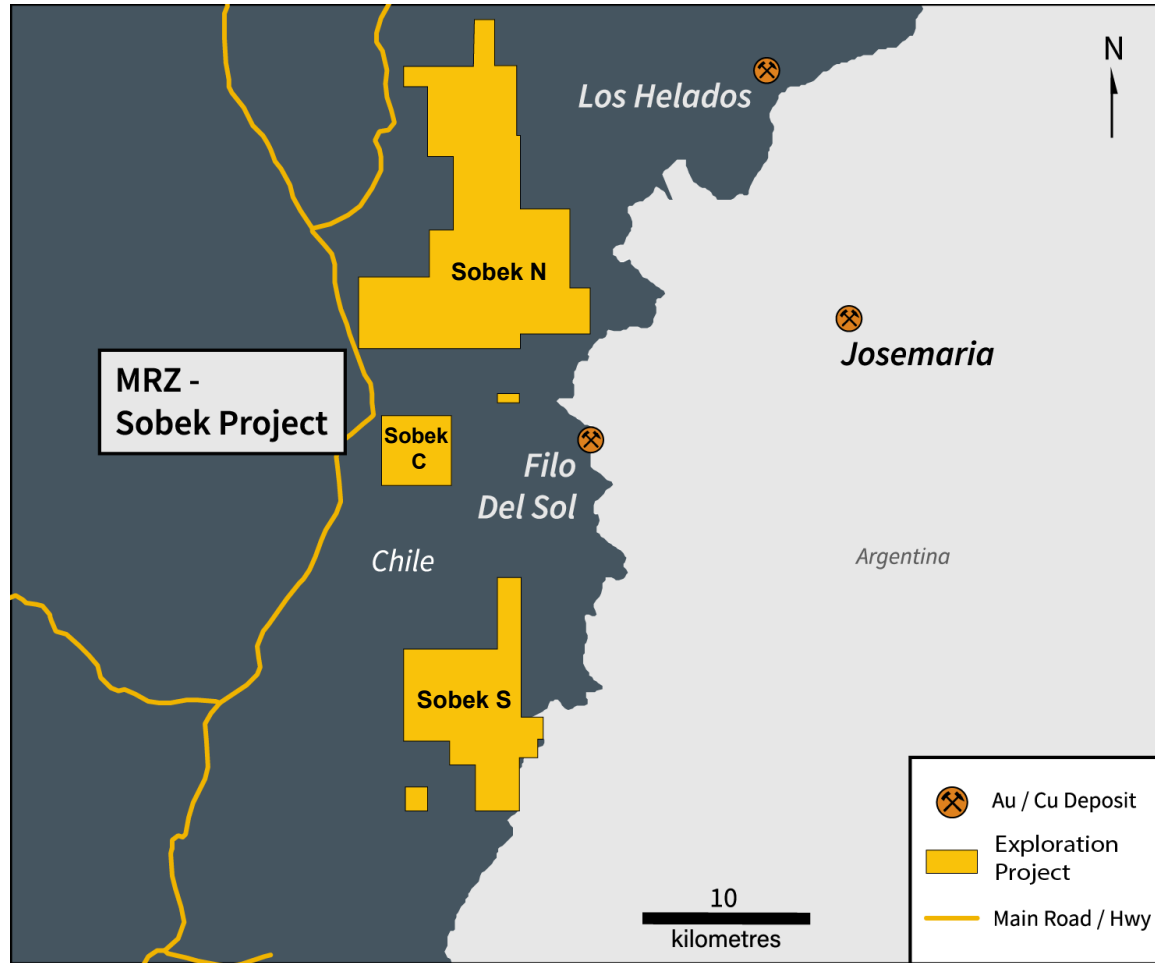 N
Los Helados
Sobek N
Josemaria
MRZ -
Sobek Project
Sobek
C
Filo
Del Sol
Chile
Argentina
Sobek S
Au / Cu Deposit
Exploration
Project
Main Road / Hwy
10
kilometres